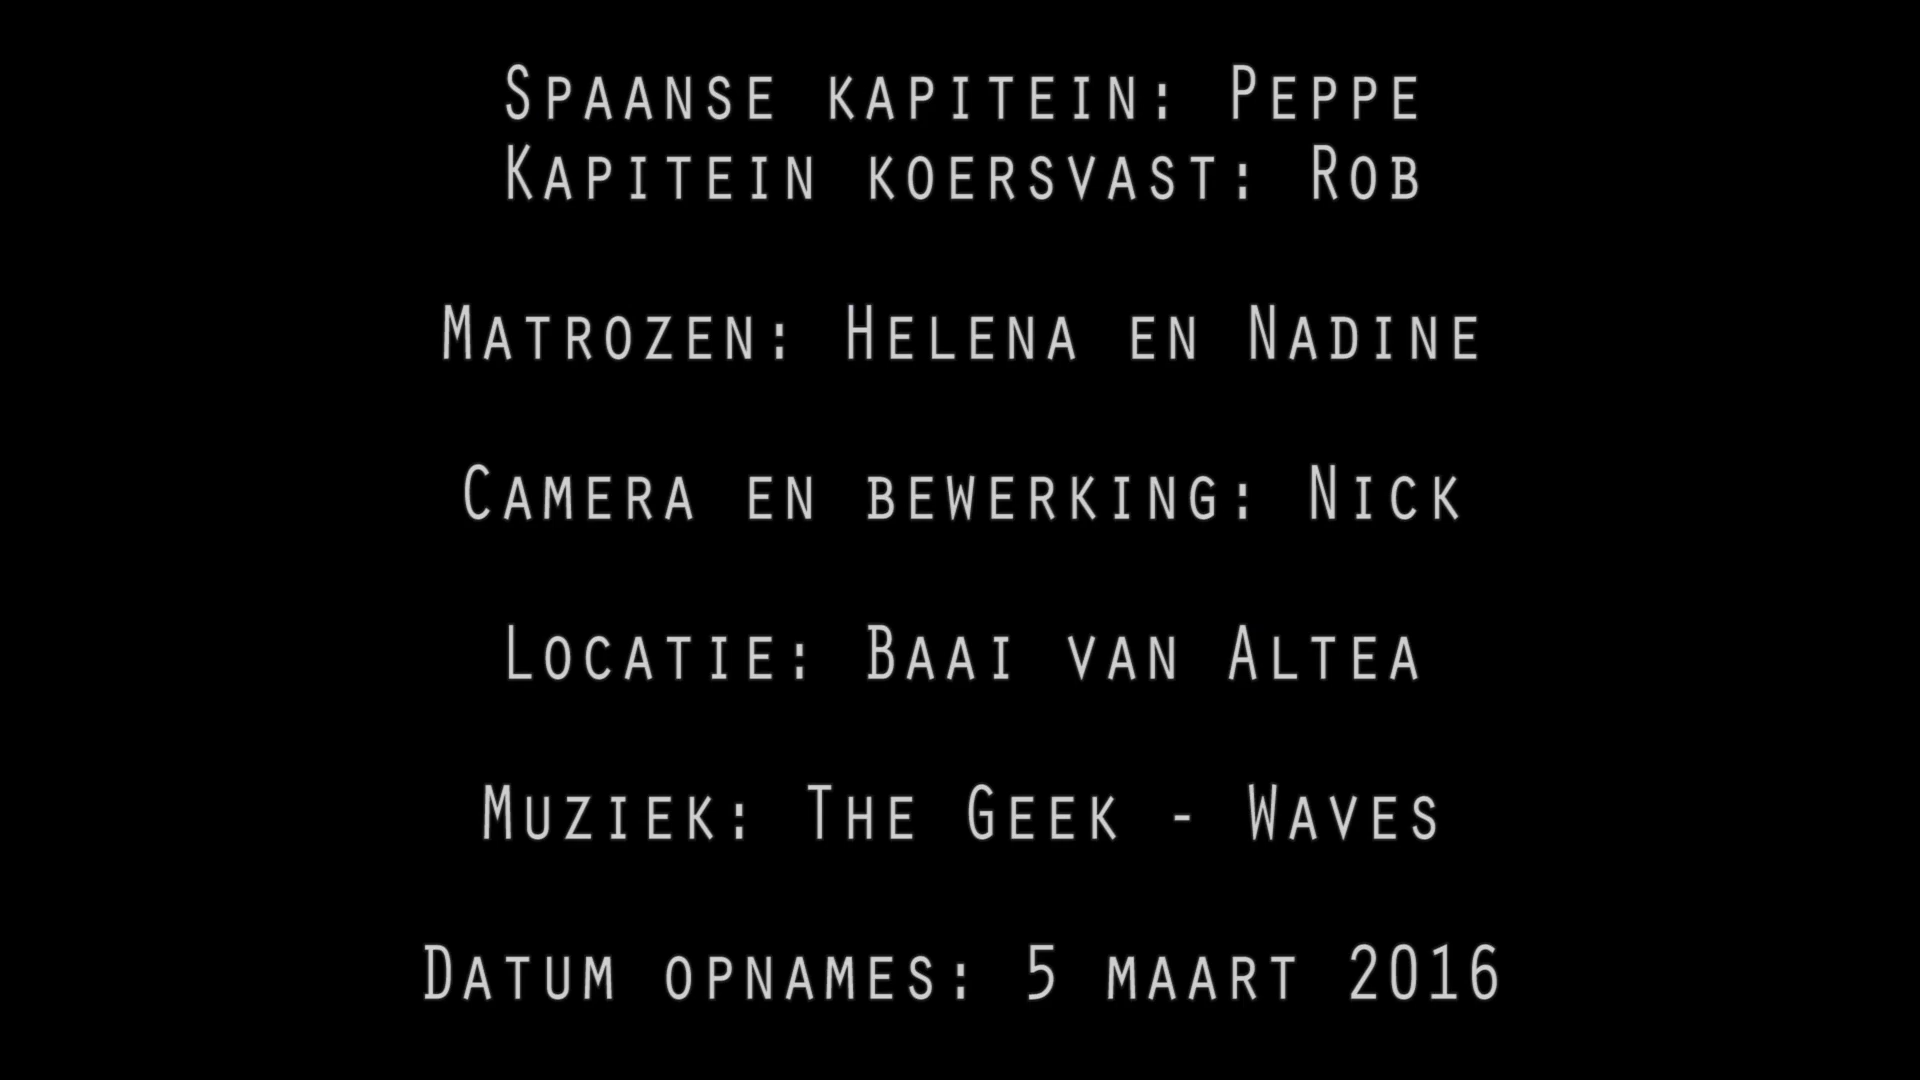 Spaanse kapitein: Peppe
Kapitein koersvast: Rob
Matrozen: Helena en Nadine
Camera en bewerking: Nick
Locatie: Baai van Altea
Muziek: The Geek - Waves
Datum opnames: 5 maart 2016